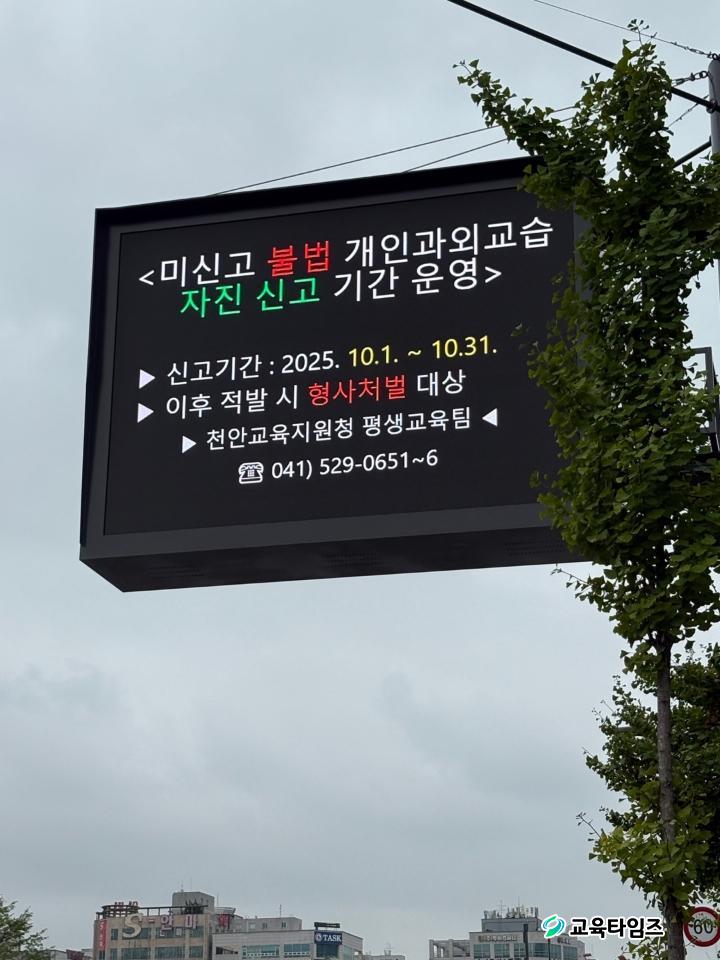 <미신고 불법 개인과외교습
자진 신고 기간 운영>
▶ 신고기간 : 2025. 10.1. ~ 10.31.
▶ 이후 적발 시 형사처벌 대상
▶ 천안교육지원청 평생교육팀 ◀
☎ 041) 529-0651~6
TASK
교육타임즈
60